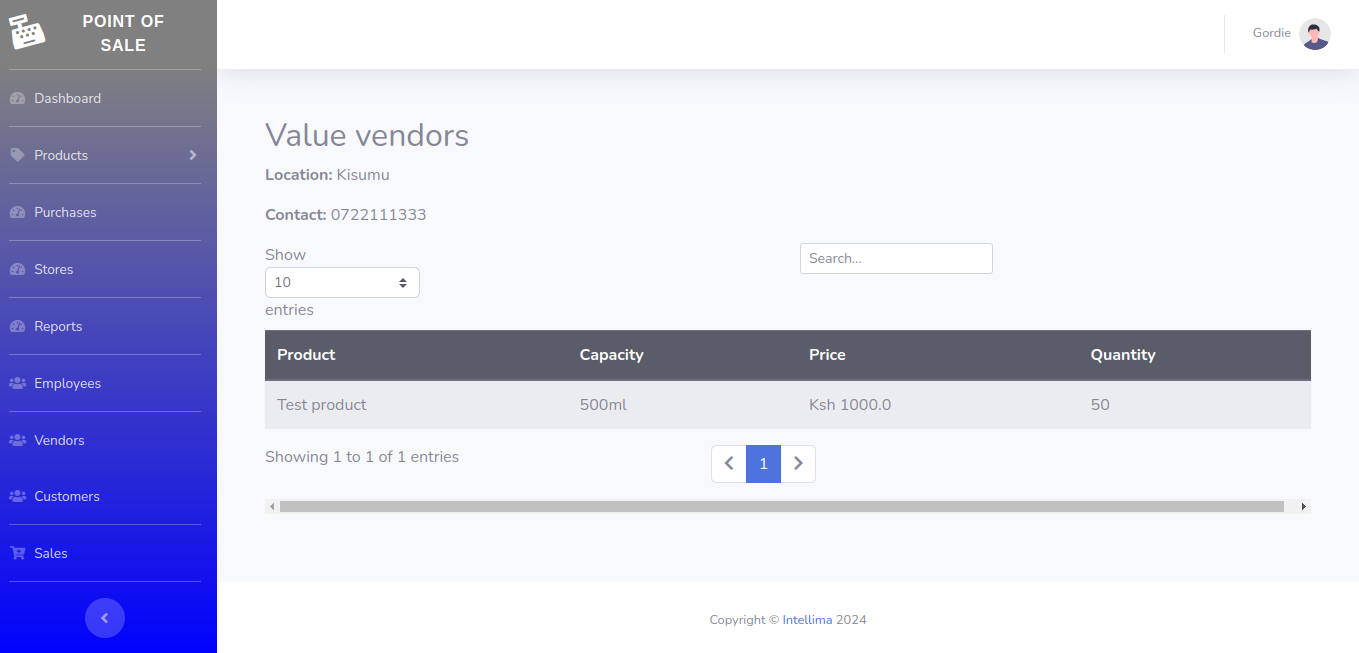 POINT OF
SALE
Gordie
Dashboard
Products
Purchases
Stores
Reports
Employees
Vendors
Customers
Sales
Value vendors
Location: Kisumu
Contact: 0722111333
Show
10
entries
Search...
Product Capacity Price Quantity
Test product 500ml Ksh 1000.0 50
Showing 1 to 1 of 1 entries
1
Copyright © Intellima 2024